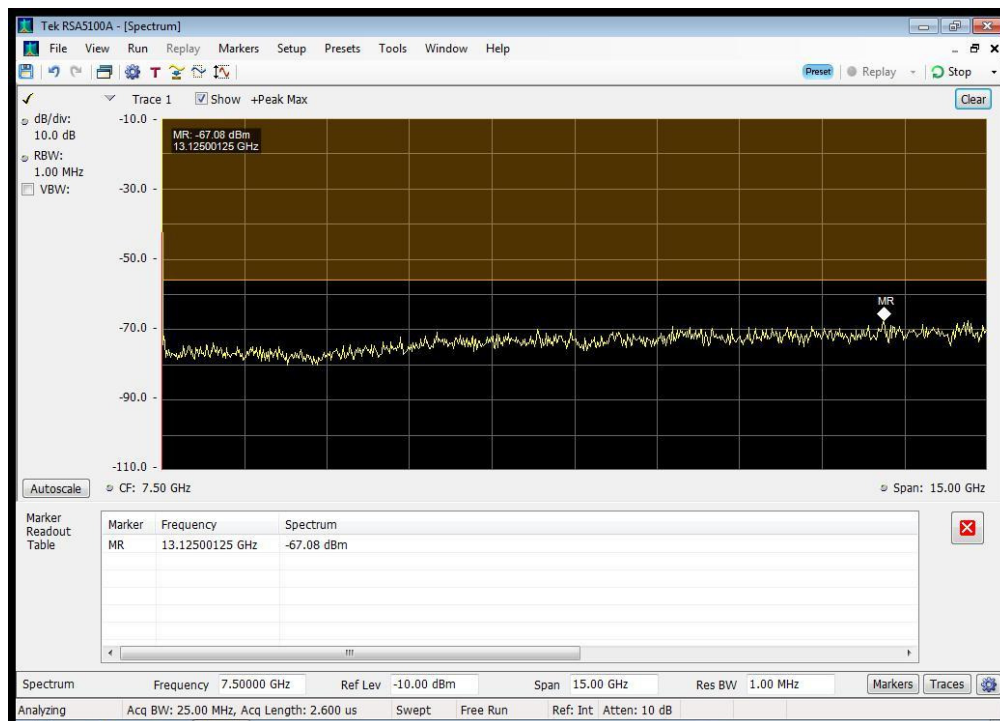 Tek RSA5100A - [Spectrum]
File View Run Replay Markers Setup Presets Tools Window Help
T Preset Replay Stop
Trace 1 Show +Peak Max Clear
dB/div:
10.0 dB
RBW:
1.00 MHz
VBW:
-10.0
MR: -67.08 dBm
13.12500125 GHz
-30.0
-50.0
MR
-70.0
-90.0
-110.0
Autoscale CF: 7.50 GHz Span: 15.00 GHz
Marker
Readout
Table
Marker Frequency Spectrum
MR 13.12500125 GHz -67.08 dBm
Spectrum Frequency 7.50000 GHz Ref Lev -10.00 dBm Span 15.00 GHz Res BW 1.00 MHz Markers Traces
Analyzing Acq BW: 25.00 MHz, Acq Length: 2.600 us Swept Free Run Ref: Int Atten: 10 dB